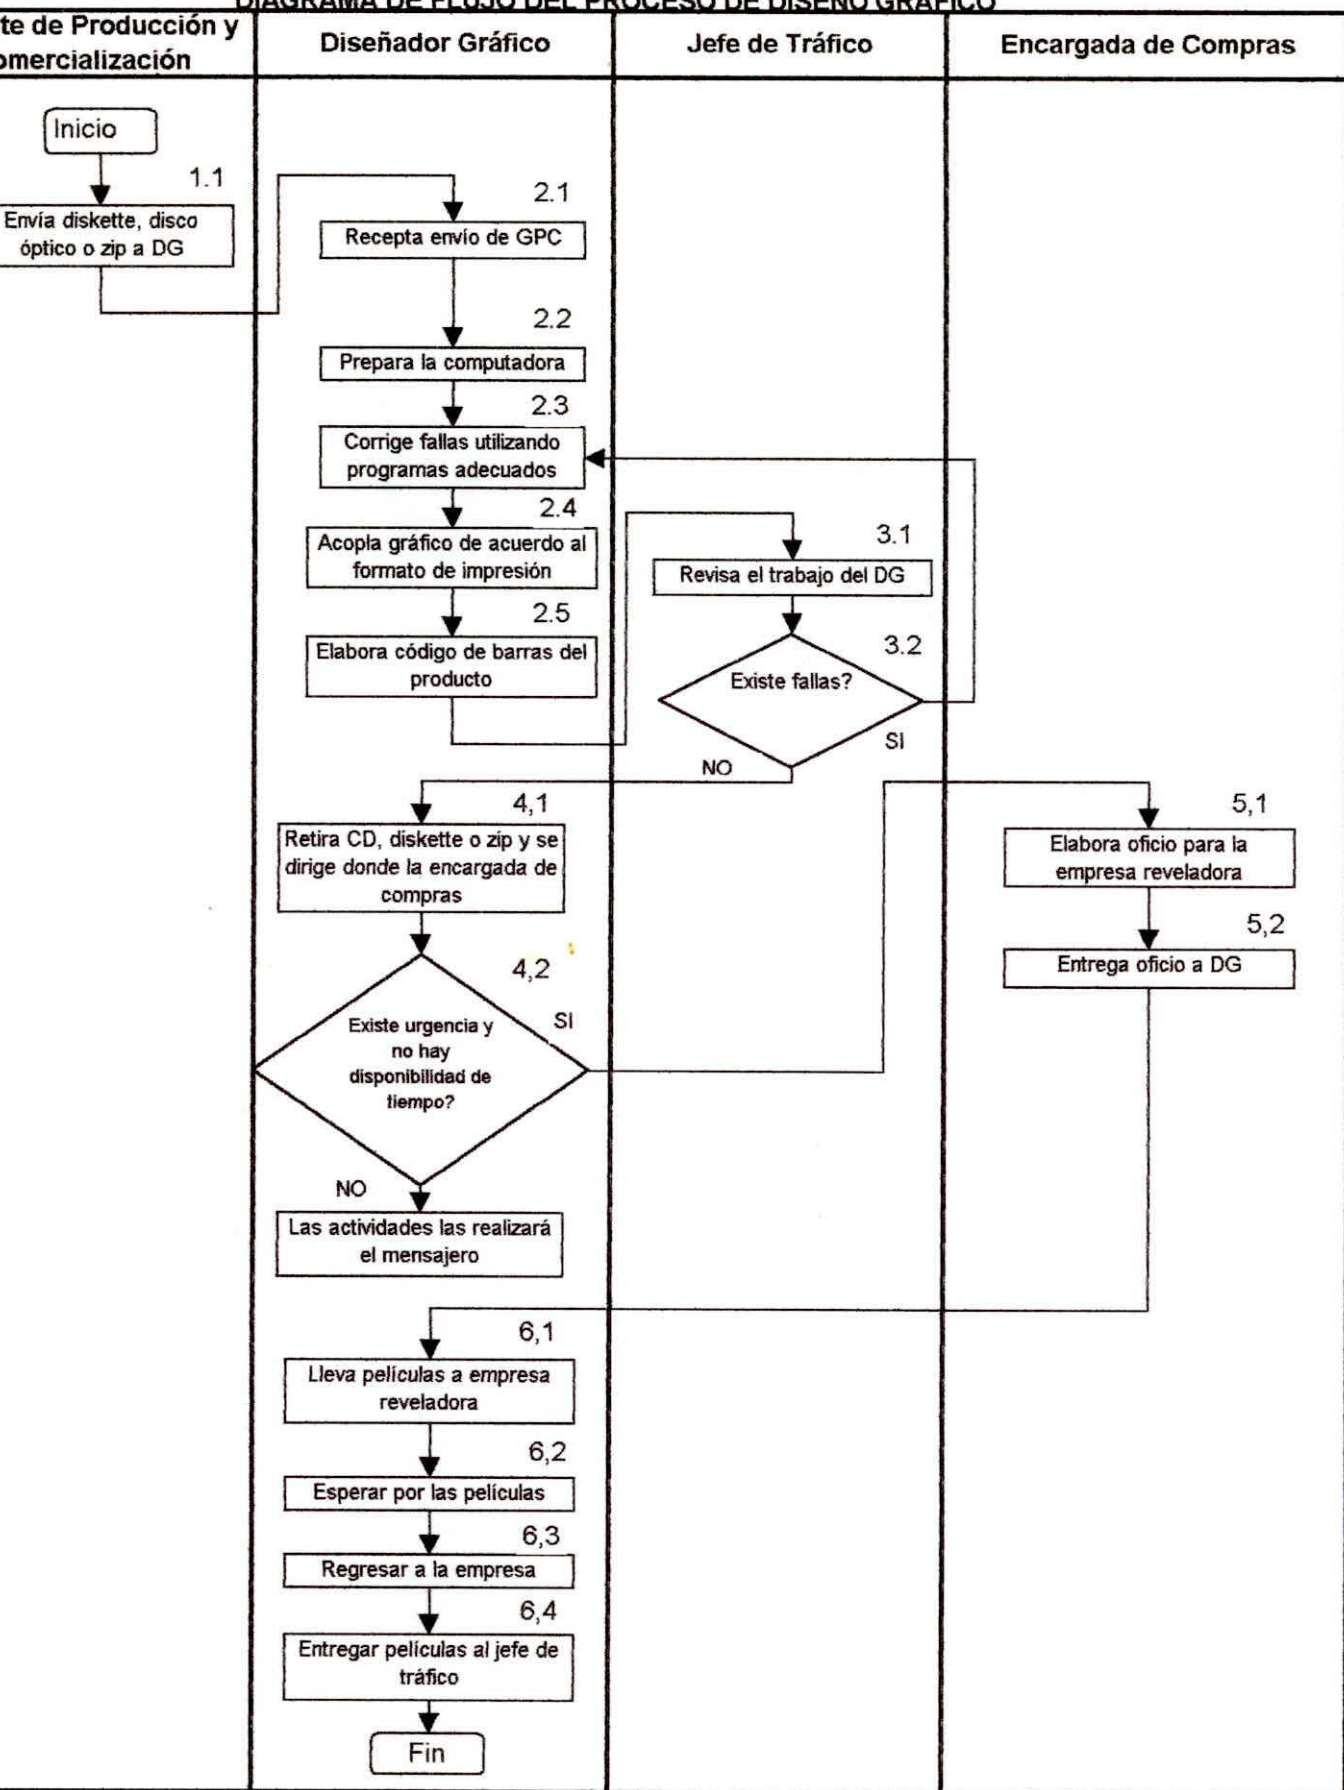 DIAGRAMA DE FLUJO DEL PROCESO DE DISEÑO GRÁFICO
te de Producción y
omercialización
Diseñador Gráfico
Jefe de Tráfico
Encargada de Compras
Inicio
1.1
Envía diskette, disco
óptico o zip a DG
2.1
Recepta envío de GPC
2.2
Prepara la computadora
2.3
Corrige fallas utilizando
programas adecuados
2.4
Acopla gráfico de acuerdo al
formato de impresión
2.5
Elabora código de barras del
producto
3.1
Revisa el trabajo del DG
3.2
Existe fallas?
SI
NO
4,1
Retira CD, diskette o zip y se
dirige donde la encargada de
compras
4,2
Existe urgencia y
no hay
disponibilidad de
tiempo?
SI
NO
Las actividades las realizará
el mensajero
5,1
Elabora oficio para la
empresa reveladora
5,2
Entrega oficio a DG
6,1
Lleva películas a empresa
reveladora
6,2
Esperar por las películas
6,3
Regresar a la empresa
6,4
Entregar películas al jefe de
tráfico
Fin